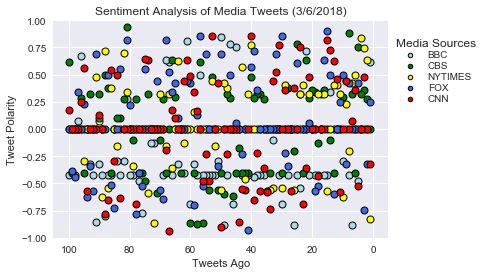 Sentiment Analysis of Media Tweets (3/6/2018)
1.00
0.75
0.50
0.25
0.00
−0.25
−0.50
−0.75
−1.00
Tweet Polarity
100
80
60
40
20
0
Tweets Ago
Media Sources
BBC
CBS
NYTIMES
FOX
CNN